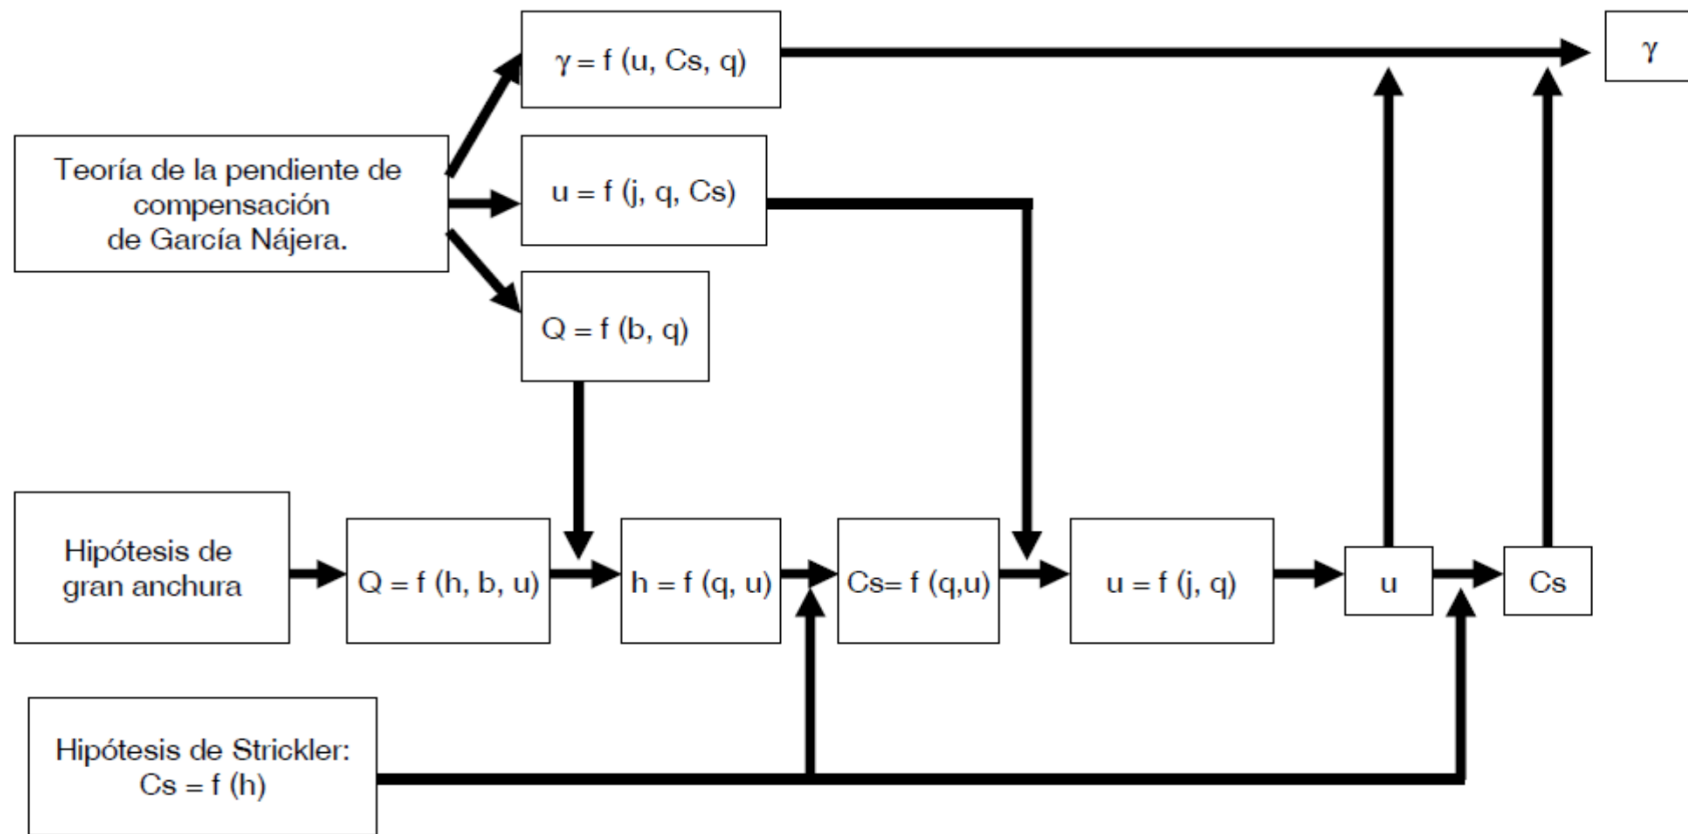 γ = f (u, Cs, q)
γ
Teoría de la pendiente de
compensación
de García Nájera.
u = f (j, q, Cs)
Q = f (b, q)
Hipótesis de
gran anchura
Q = f (h, b, u)
h = f (q, u)
Cs= f (q,u)
u = f (j, q)
u
Cs
Hipótesis de Strickler:
Cs = f (h)